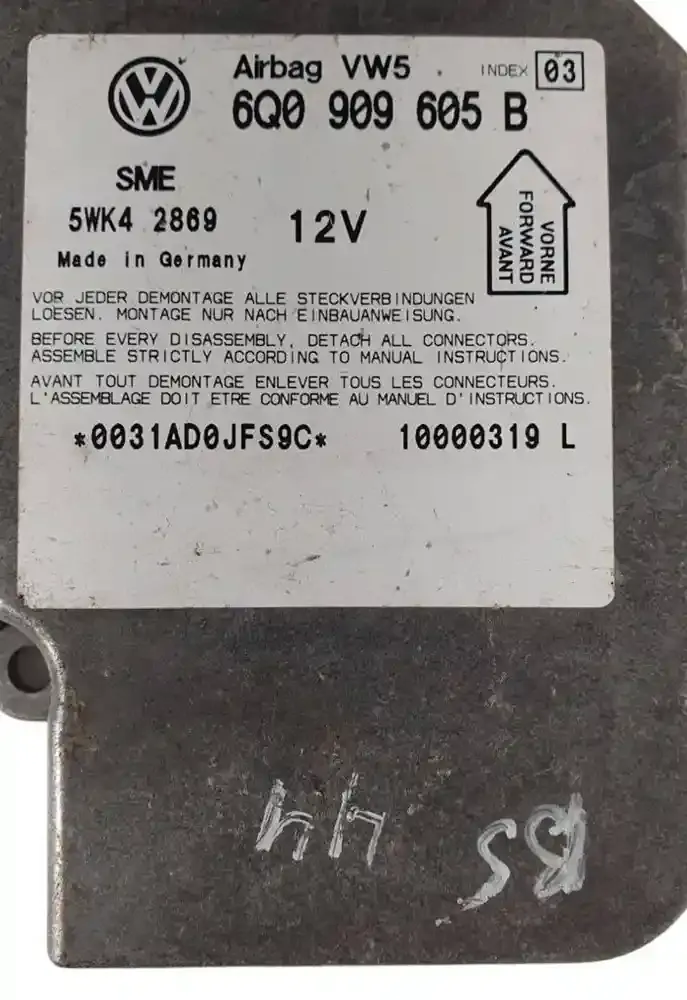 Airbag VW5 INDEX 03
6Q0 909 605 B
SME
5WK4 2869 12V
Made in Germany
VORNE
FORWARD
AVANT
VOR JEDER DEMONTAGE ALLE STECKVERBINDUNGEN
LOESEN. MONTAGE NUR NACH EINBAUANWEISUNG.
BEFORE EVERY DISASSEMBLY, DETACH ALL CONNECTORS.
ASSEMBLE STRICTLY ACCORDING TO MANUAL INSTRUCTIONS.
AVANT TOUT DEMONTAGE ENLEVER TOUS LES CONNECTEURS.
L'ASSEMBLAGE DOIT ETRE CONFORME AU MANUEL D'INSTRUCTIONS.
*0031AD0JFS9C* 10000319 L